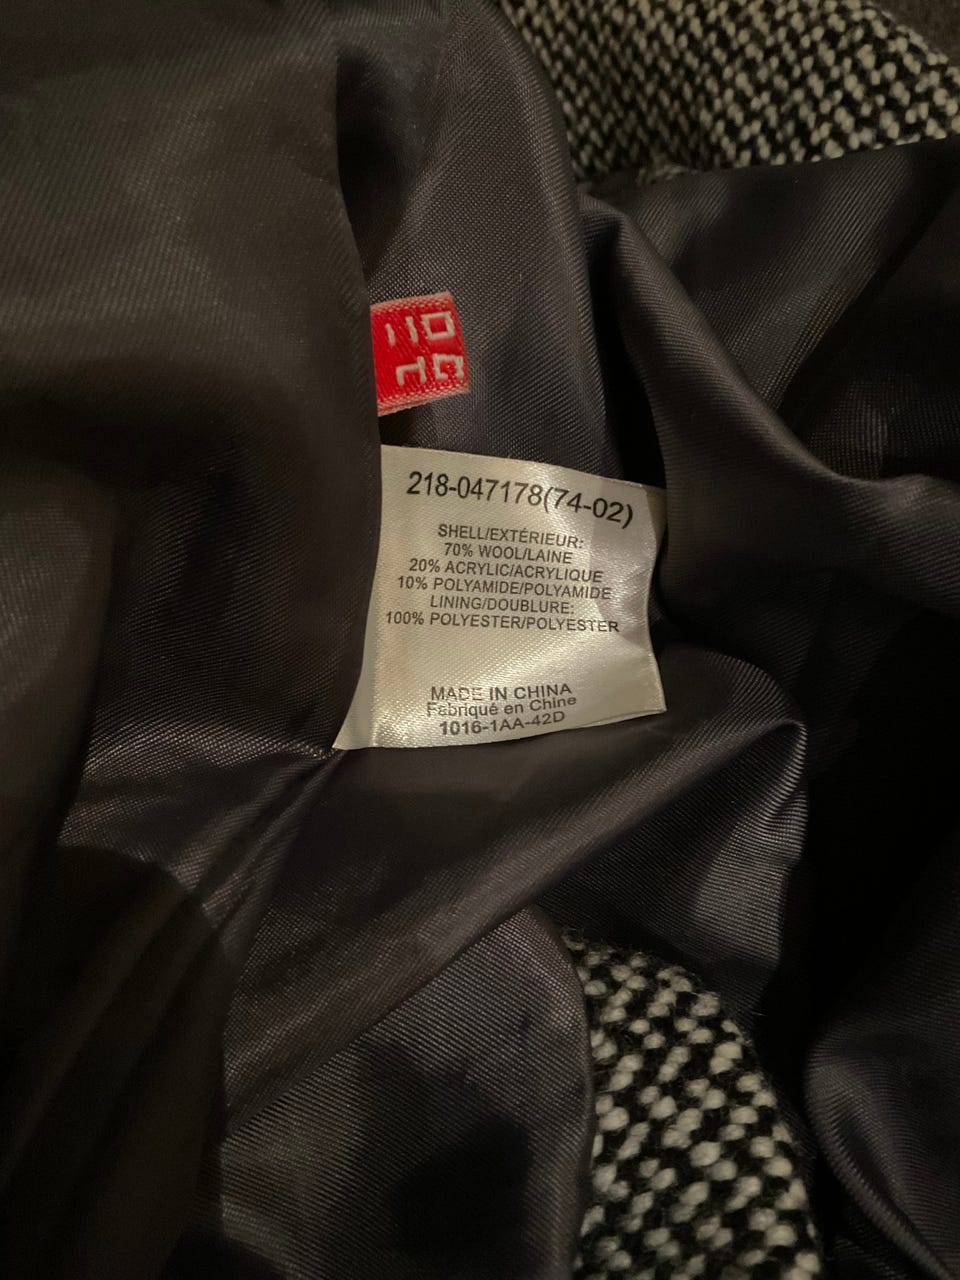 218-047178(74-02)
SHELL/EXTÉRIEUR:
70% WOOL/LAINE
20% ACRYLIC/ACRYLIQUE
10% POLYAMIDE/POLYAMIDE
LINING/DOUBLURE:
100% POLYESTER/POLYESTER
MADE IN CHINA
Fabriqué en Chine
1016-1AA-42D